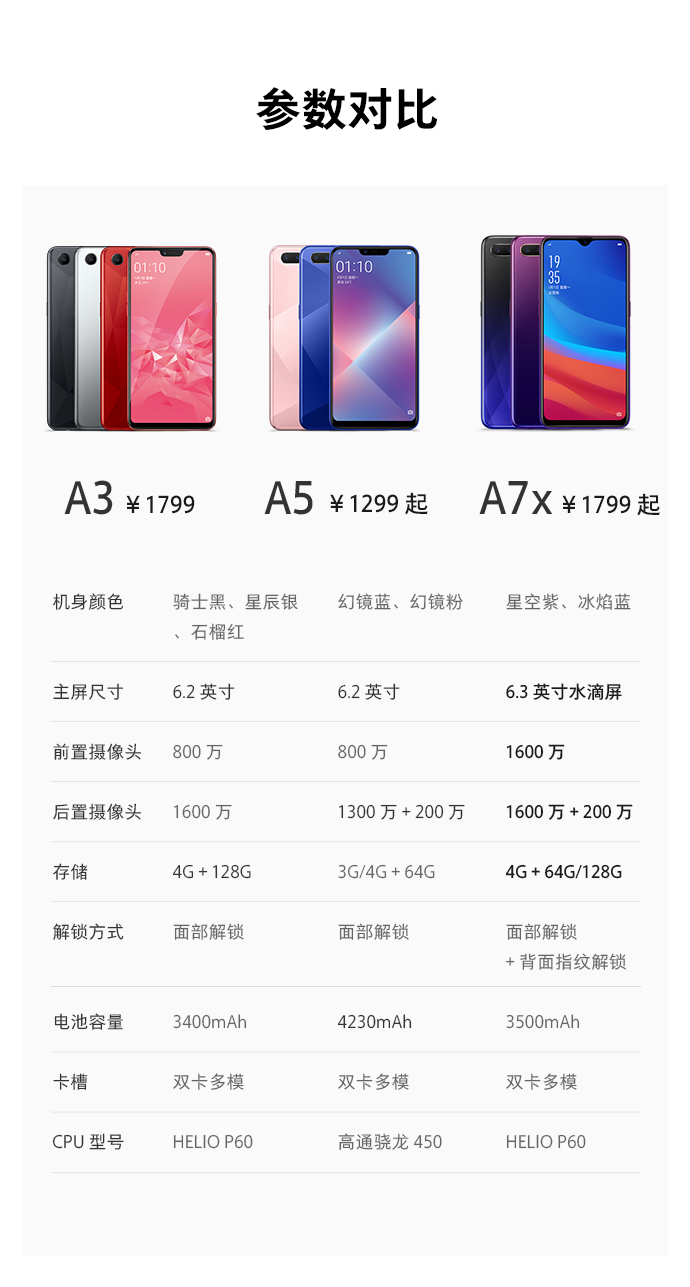 参数对比
01:10
01:10
19
35
A3 ¥1799
A5 ¥1299 起
A7x ¥1799 起
机身颜色 骑士黑、星辰银 幻镜蓝、幻镜粉 星空紫、冰焰蓝
、石榴红
主屏尺寸 6.2 英寸 6.2 英寸 6.3 英寸水滴屏
前置摄像头 800 万 800 万 1600 万
后置摄像头 1600 万 1300 万 + 200 万 1600 万 + 200 万
存储 4G + 128G 3G/4G + 64G 4G + 64G/128G
解锁方式 面部解锁 面部解锁 面部解锁
+ 背面指纹解锁
电池容量 3400mAh 4230mAh 3500mAh
卡槽 双卡多模 双卡多模 双卡多模
CPU 型号 HELIO P60 高通骁龙 450 HELIO P60